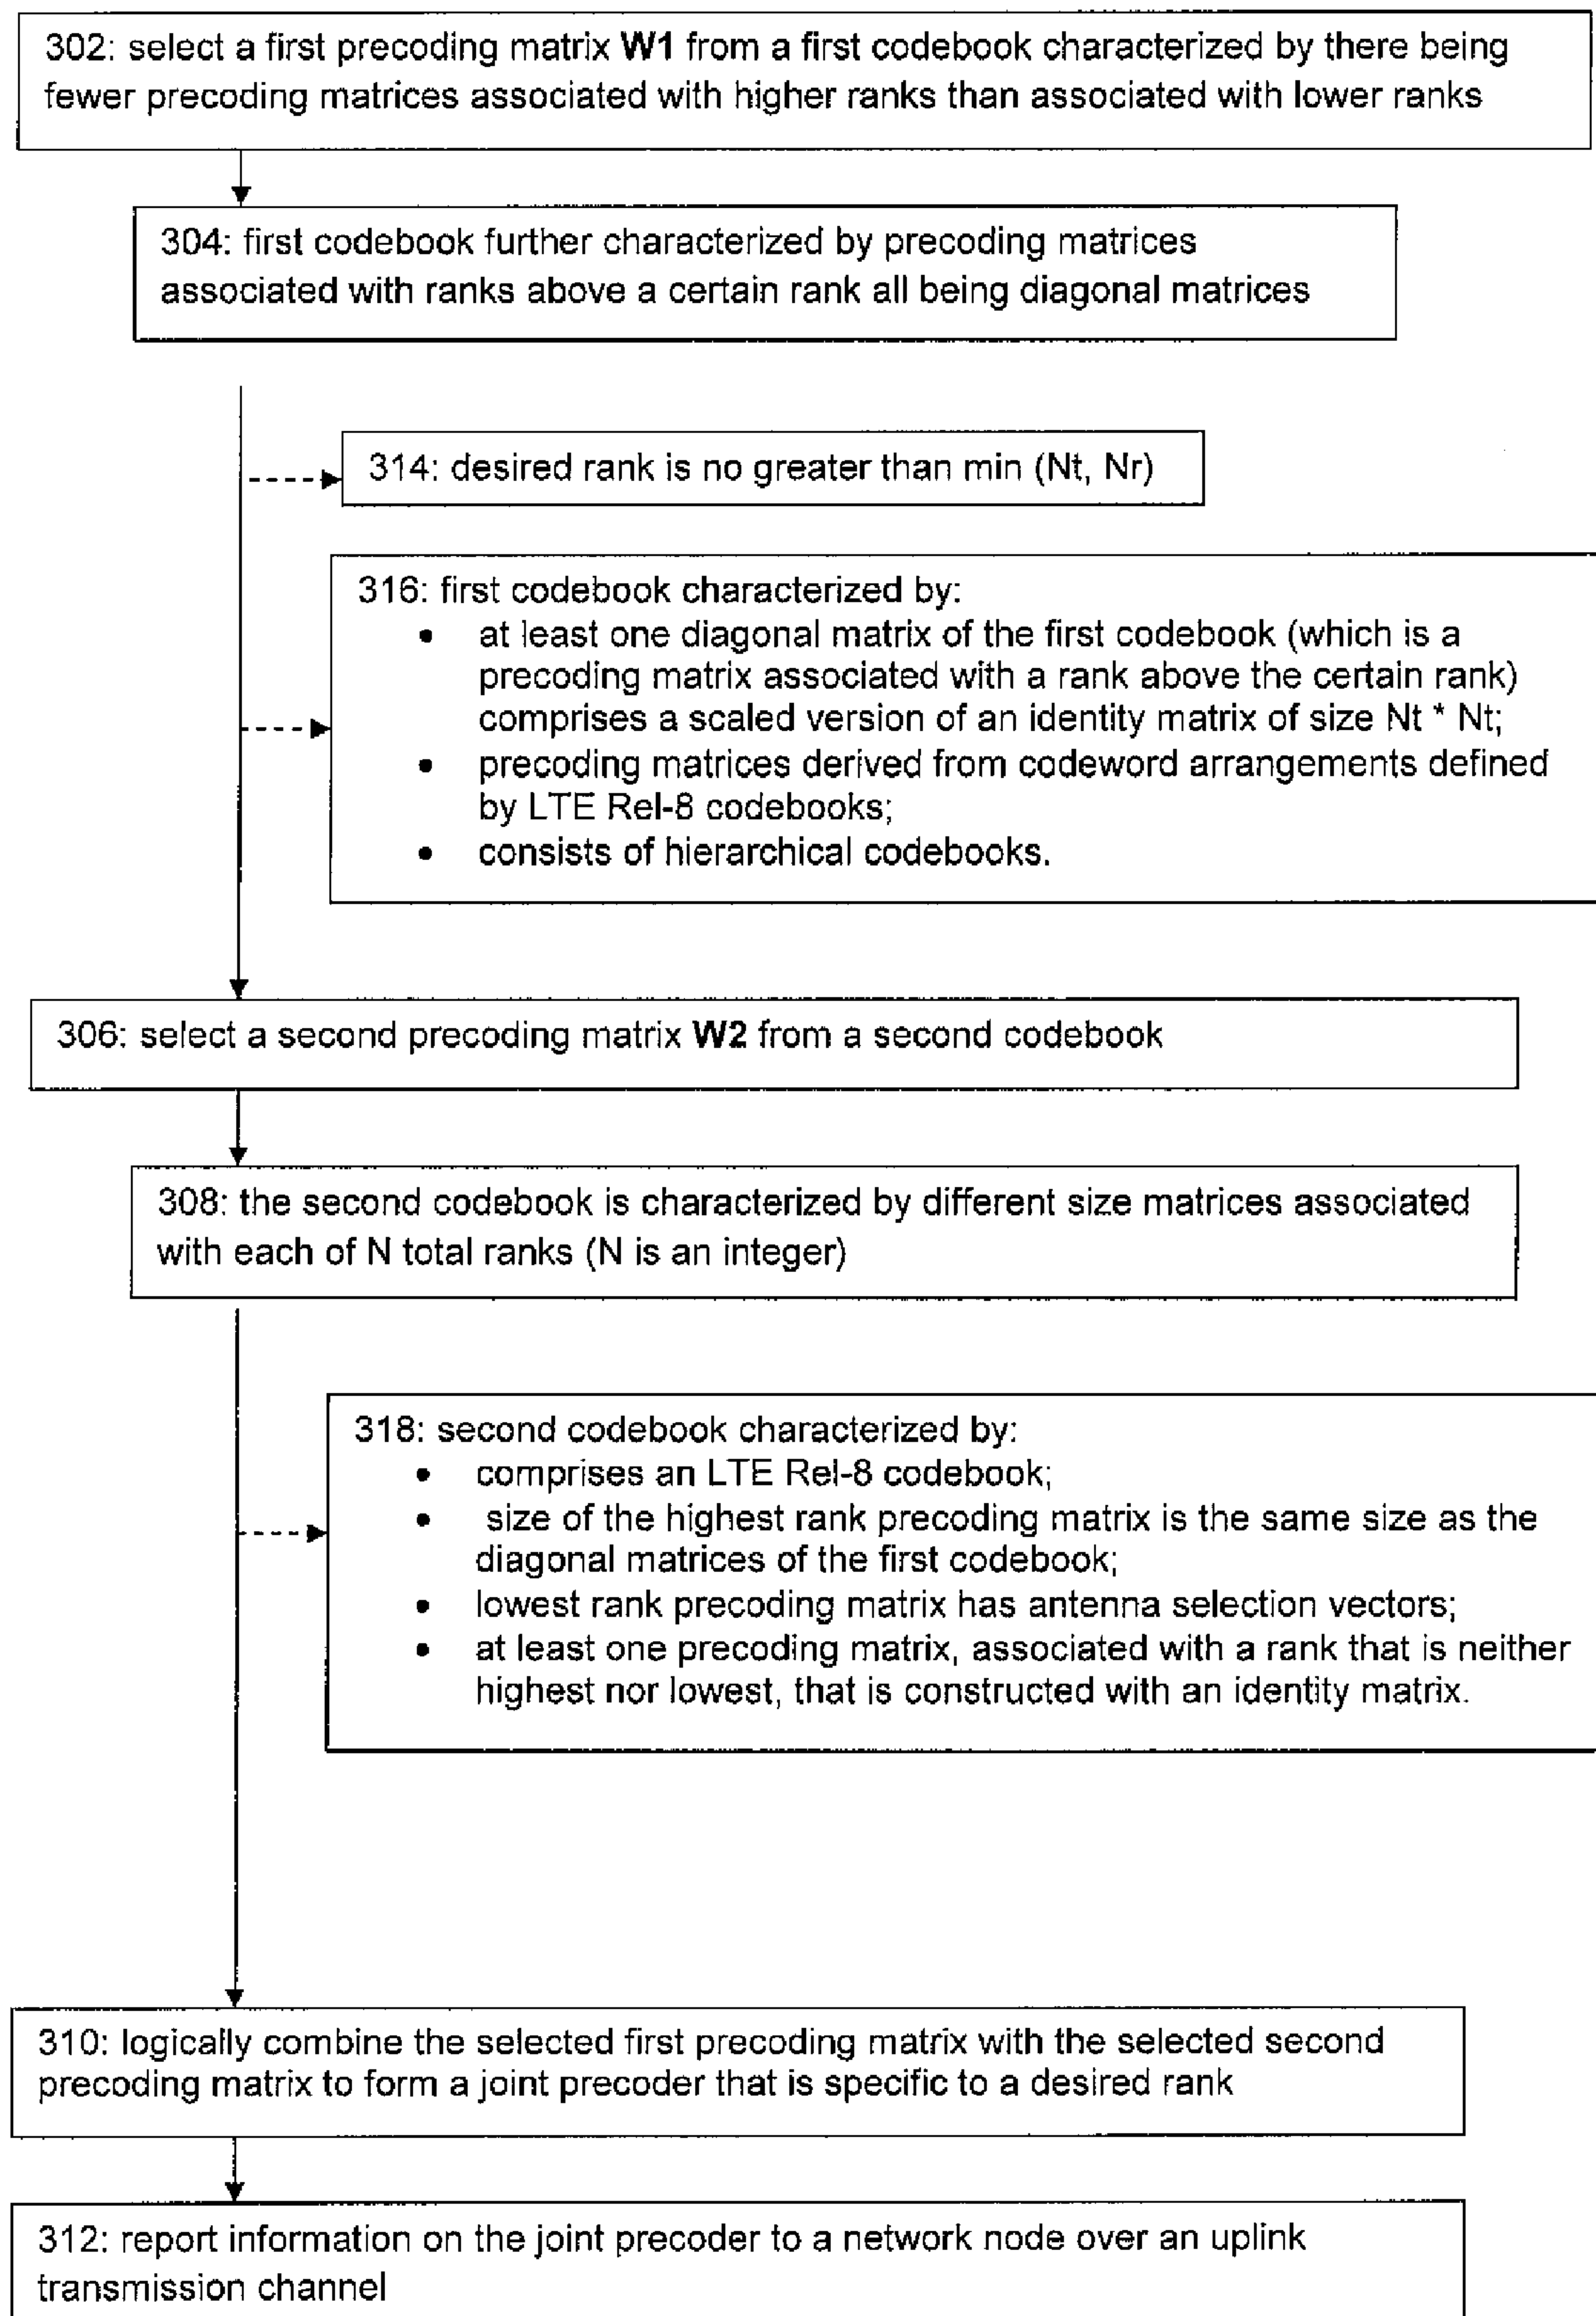 302: select a first precoding matrix W1 from a first codebook characterized by there being
fewer precoding matrices associated with higher ranks than associated with lower ranks
304: first codebook further characterized by precoding matrices
associated with ranks above a certain rank all being diagonal matrices
314: desired rank is no greater than min (Nt, Nr)
316: first codebook characterized by:
• at least one diagonal matrix of the first codebook (which is a
precoding matrix associated with a rank above the certain rank)
comprises a scaled version of an identity matrix of size Nt * Nt;
• precoding matrices derived from codeword arrangements defined
by LTE Rel-8 codebooks;
• consists of hierarchical codebooks.
306: select a second precoding matrix W2 from a second codebook
308: the second codebook is characterized by different size matrices associated
with each of N total ranks (N is an integer)
318: second codebook characterized by:
• comprises an LTE Rel-8 codebook;
• size of the highest rank precoding matrix is the same size as the
diagonal matrices of the first codebook;
• lowest rank precoding matrix has antenna selection vectors;
• at least one precoding matrix, associated with a rank that is neither
highest nor lowest, that is constructed with an identity matrix.
310: logically combine the selected first precoding matrix with the selected second
precoding matrix to form a joint precoder that is specific to a desired rank
312: report information on the joint precoder to a network node over an uplink
transmission channel